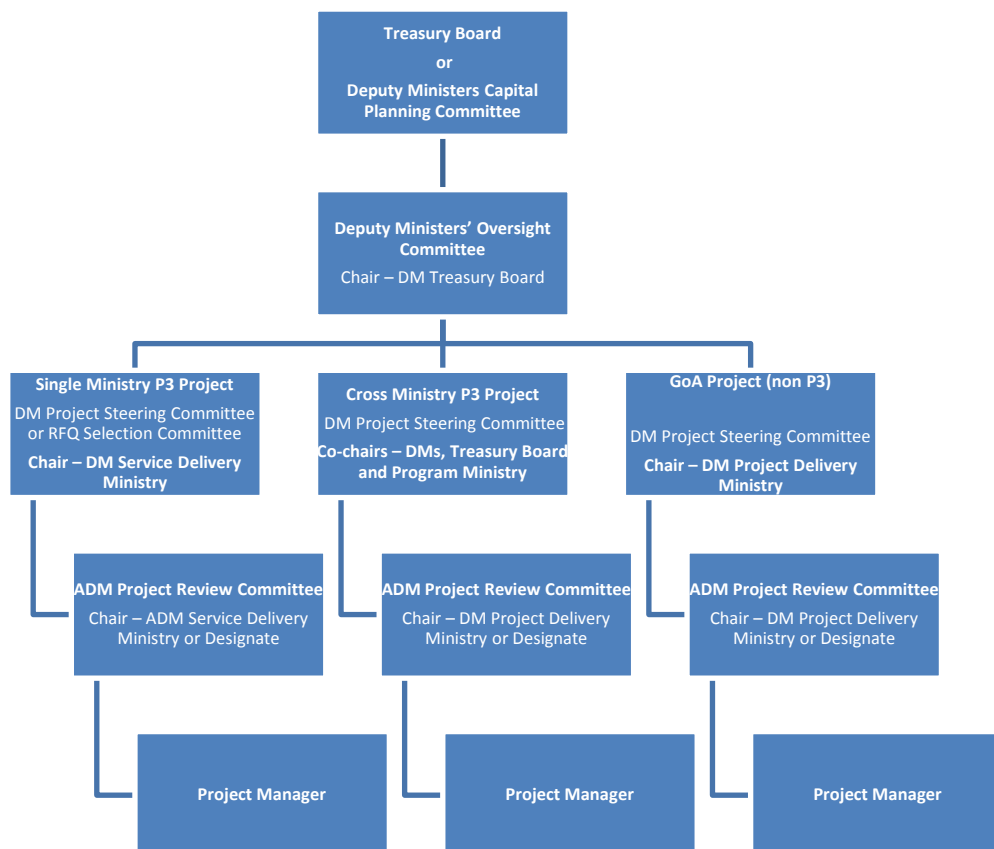 Treasury Board
or
Deputy Ministers Capital
Planning Committee
Deputy Ministers’ Oversight
Committee
Chair – DM Treasury Board
Single Ministry P3 Project
DM Project Steering Committee
or RFQ Selection Committee
Chair – DM Service Delivery
Ministry
Cross Ministry P3 Project
DM Project Steering Committee
Co-chairs – DMs, Treasury Board
and Program Ministry
GoA Project (non P3)
DM Project Steering Committee
Chair – DM Project Delivery
Ministry
ADM Project Review Committee
Chair – ADM Service Delivery
Ministry or Designate
ADM Project Review Committee
Chair – DM Project Delivery
Ministry or Designate
ADM Project Review Committee
Chair – DM Project Delivery
Ministry or Designate
Project Manager
Project Manager
Project Manager